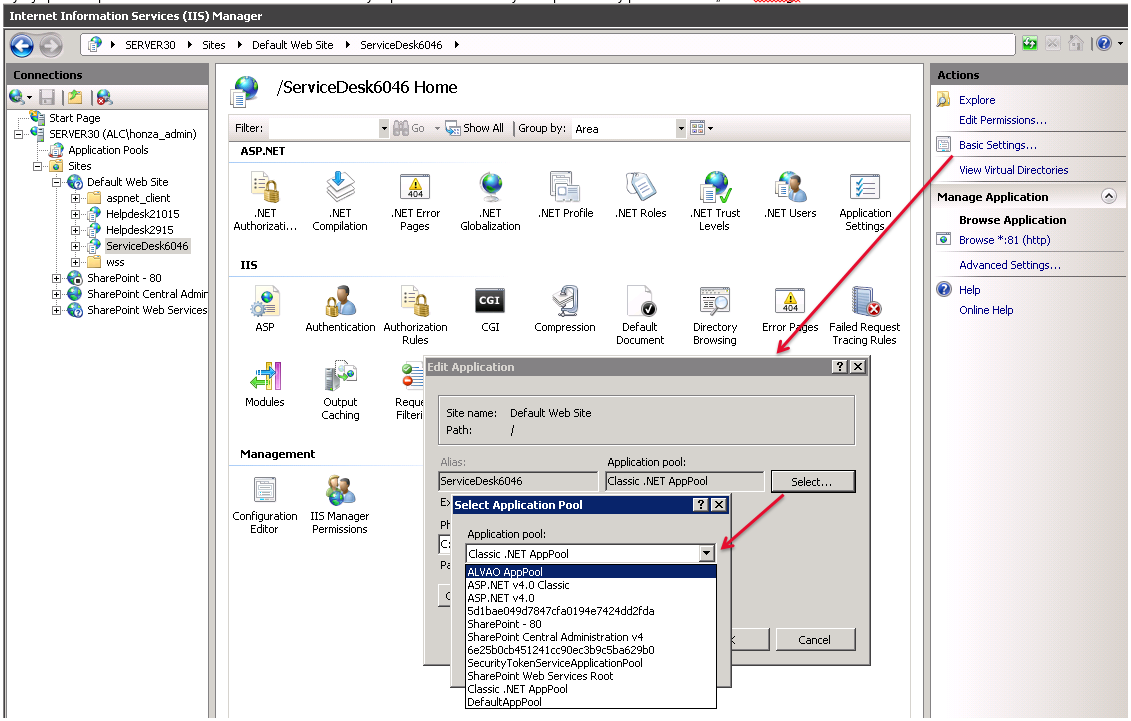 Internet Information Services (IIS) Manager
SERVER30 Sites Default Web Site ServiceDesk6046
Connections
Start Page
SERVER30 (ALC\honza_admin)
Application Pools
Sites
Default Web Site
aspnet_client
Helpdesk21015
Helpdesk2915
ServiceDesk6046
wss
SharePoint - 80
SharePoint Central Admir
SharePoint Web Services
/ServiceDesk6046 Home
Filter: Go Show All Group by: Area
ASP.NET
.NET Authorizati...
.NET Compilation
.NET Error Pages
.NET Globalization
.NET Profile
.NET Roles
.NET Trust Levels
.NET Users
Application Settings
IIS
ASP
Authentication
Authorization Rules
CGI
CGI
Compression
Default Document
Directory Browsing
404
Error Pages
Failed Request Tracing Rules
Modules
Output Caching
Reque
Filteri
Management
Configuration Editor
IIS Manager Permissions
Edit Application
Site name: Default Web Site
Path: /
Alias: Application pool:
ServiceDesk6046 Classic .NET AppPool Select...
Select Application Pool
Application pool:
Classic .NET AppPool
ALVAO AppPool
ASP.NET v4.0 Classic
ASP.NET v4.0
5d1bae049d7847cfa0194e7424dd2fda
SharePoint - 80
SharePoint Central Administration v4
6e25b0cb451241cc90ec3b9c5ba629b0
SecurityTokenServiceApplicationPool
SharePoint Web Services Root
Classic .NET AppPool
DefaultAppPool
Cancel
Actions
Explore
Edit Permissions...
Basic Settings...
View Virtual Directories
Manage Application
Browse Application
Browse *:81 (http)
Advanced Settings...
Help
Online Help